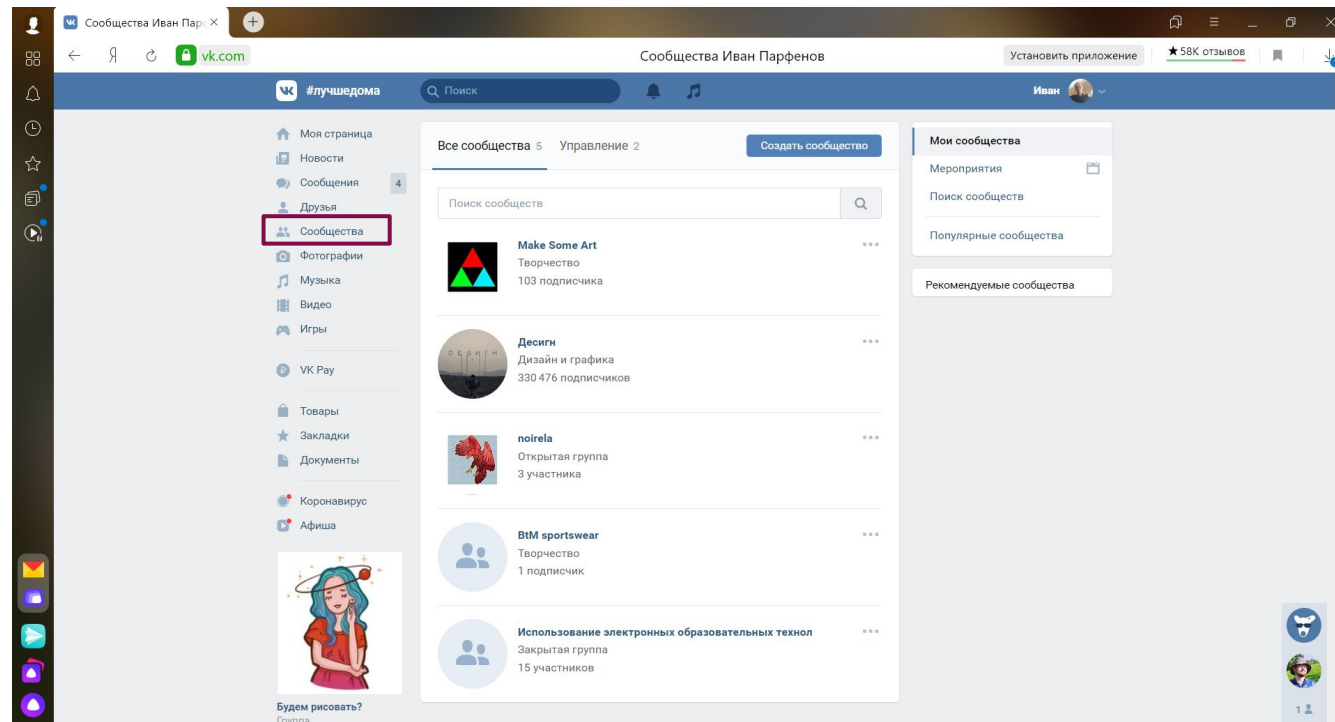 Сообщества Иван Пар
vk.com
Сообщества Иван Парфенов
Установить приложение
★58K отзывов
#лучшедома
Поиск
Иван
Моя страница
Новости
Сообщения 4
Друзья
Сообщества
Фотографии
Музыка
Видео
Игры
VK Pay
Товары
Закладки
Документы
Коронавирус
Афиша
Будем рисовать?
Группа
Все сообщества 5 Управление 2
Создать сообщество
Поиск сообществ
Make Some Art
Творчество
103 подписчика
ДЕСИГН
Десигн
Дизайн и графика
330 476 подписчиков
noirela
Открытая группа
3 участника
BtM sportswear
Творчество
1 подписчик
Использование электронных образовательных технол
Закрытая группа
15 участников
Мои сообщества
Мероприятия
Поиск сообществ
Популярные сообщества
Рекомендуемые сообщества
1